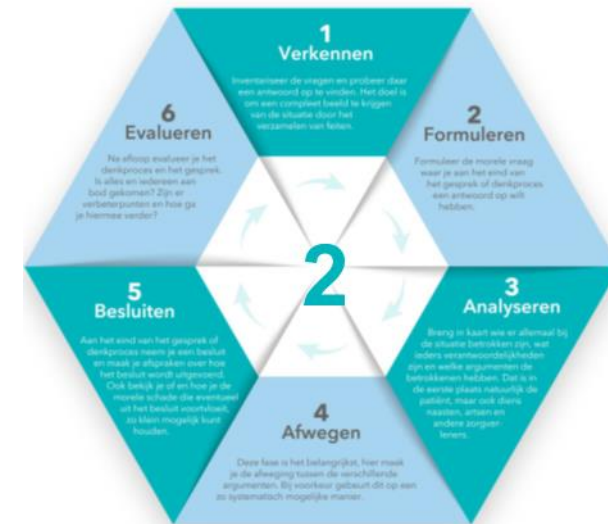 1
Verkennen
Inventariseer de vragen en probeer daar
een antwoord op te vinden. Het doel is
om een compleet beeld te krijgen
van de situatie door het
verzamelen van feiten.
2
Formuleren
Formuleer de morele vraag
waar je aan het eind van
het gesprek of denkproces
een antwoord op wilt
hebben.
3
Analyseren
Breng in kaart wie er allemaal bij
de situatie betrokken zijn, wat
ieders verantwoordelijkheden
zijn en welke argumenten de
betrokkenen hebben. Dat is in
de eerste plaats natuurlijk de
patiënt, maar ook diens
naasten, artsen en
andere zorgver-
leners.
4
Afwegen
Deze fase is het belangrijkst, hier maak
je de afweging tussen de verschillende
argumenten. Bij voorkeur gebeurt dit op een
zo systematisch mogelijke manier.
5
Besluiten
Aan het eind van het gesprek of
denkproces neem je een besluit
en maak je afspraken over hoe
het besluit wordt uitgevoerd.
Ook bekijk je of en hoe je de
morele schade die eventueel
uit het besluit voortvloeit,
zo klein mogelijk kunt
houden.
6
Evalueren
Na afloop evalueer je het
denkproces en het gesprek.
Is alles en iedereen aan
bod gekomen? Zijn er
verbeterpunten en hoe ga
je hiermee verder?
2